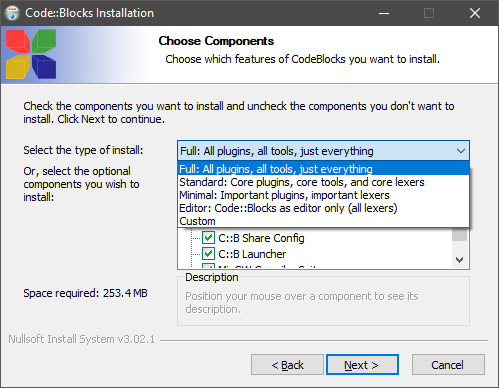 Code::Blocks Installation
Choose Components
Choose which features of CodeBlocks you want to install.
Check the components you want to install and uncheck the components you don't want to
install. Click Next to continue.
Select the type of install:
Full: All plugins, all tools, just everything
Or, select the optional
components you wish to
install:
Full: All plugins, all tools, just everything
Standard: Core plugins, core tools, and core lexers
Minimal: Important plugins, important lexers
Editor: Code::Blocks as editor only (all lexers)
Custom
C::B Share Config
C::B Launcher
Space required: 253.4 MB
Description
Position your mouse over a component to see its
description.
Nullsoft Install System v3.02.1
< Back
Next >
Cancel